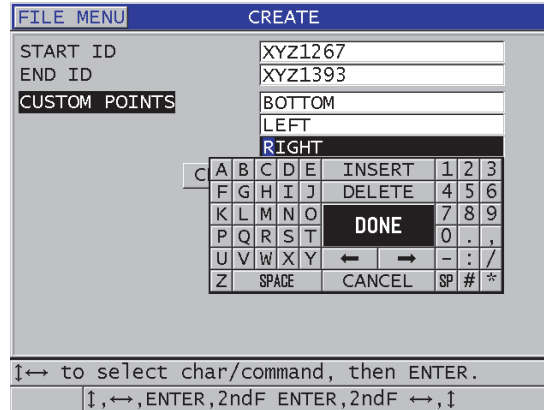 FILE MENU CREATE
START ID XYZ1267
END ID XYZ1393
CUSTOM POINTS BOTTOM
LEFT
RIGHT
A B C D E INSERT 1 2 3
F G H I J DELETE 4 5 6
K L M N O DONE 7 8 9
P Q R S T 0 . ,
U V W X Y ← → - : /
Z SPACE CANCEL SP # *
↕↔ to select char/command, then ENTER.
↕,↔,ENTER,2ndF ENTER,2ndF ↔,↕